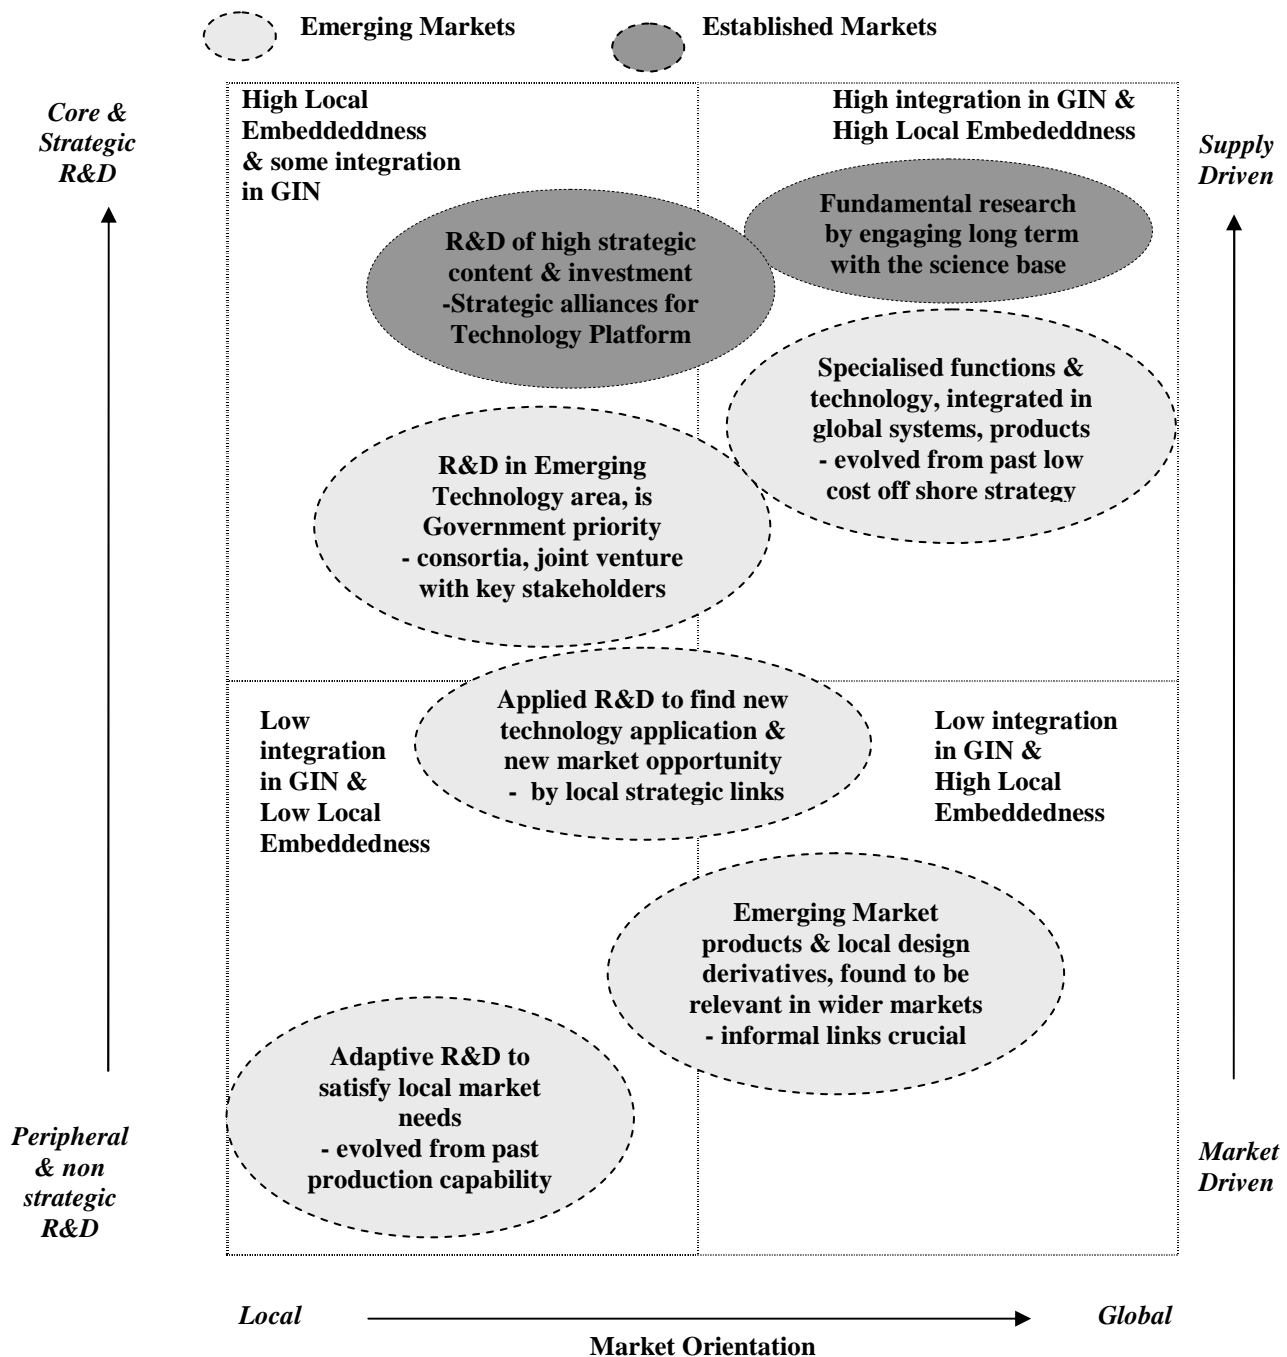 Emerging Markets
Established Markets
Core &
Strategic
R&D
High Local
Embeddeddness
& some integration
in GIN
High integration in GIN &
High Local Embededdness
Supply
Driven
R&D of high strategic
content & investment
-Strategic alliances for
Technology Platform
Fundamental research
by engaging long term
with the science base
Specialised functions &
technology, integrated in
global systems, products
- evolved from past low
cost off shore strategy
R&D in Emerging
Technology area, is
Government priority
- consortia, joint venture
with key stakeholders
Applied R&D to find new
technology application &
new market opportunity
- by local strategic links
Low
integration
in GIN &
Low Local
Embeddedness
Low integration
in GIN &
High Local
Embeddedness
Emerging Market
products & local design
derivatives, found to be
relevant in wider markets
- informal links crucial
Adaptive R&D to
satisfy local market
needs
- evolved from past
production capability
Peripheral
& non
strategic
R&D
Market
Driven
Local
Global
Market Orientation